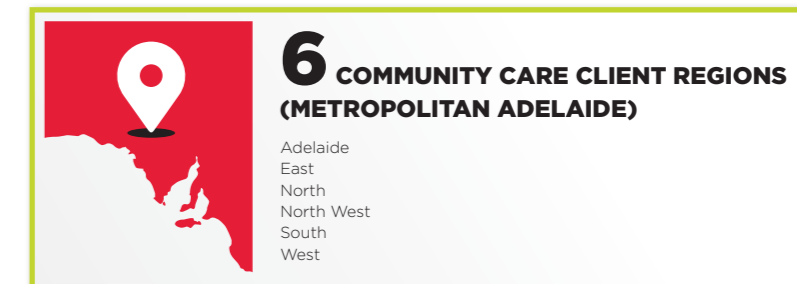 6 COMMUNITY CARE CLIENT REGIONS
(METROPOLITAN ADELAIDE)
Adelaide
East
North
North West
South
West